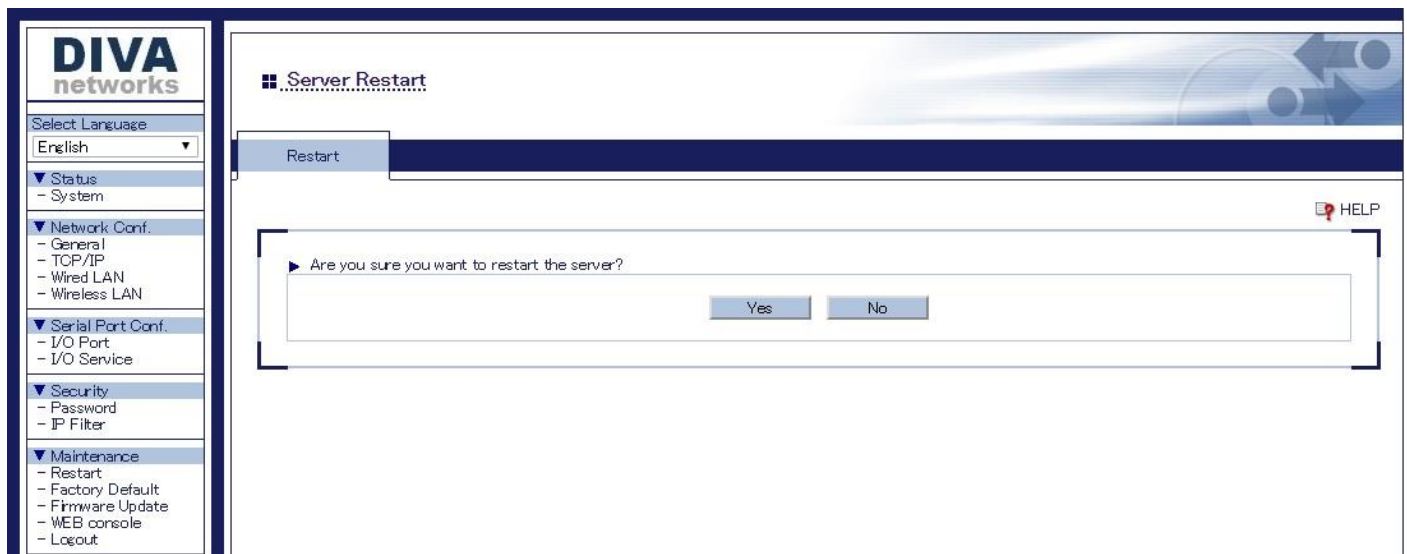 DIVA
networks
Select Language
English
▼ Status
- System
▼ Network Conf.
- General
- TCP/IP
- Wired LAN
- Wireless LAN
▼ Serial Port Conf.
- I/O Port
- I/O Service
▼ Security
- Password
- IP Filter
▼ Maintenance
- Restart
- Factory Default
- Firmware Update
- WEB console
- Logout
Server Restart
Restart
HELP
Are you sure you want to restart the server?
Yes No